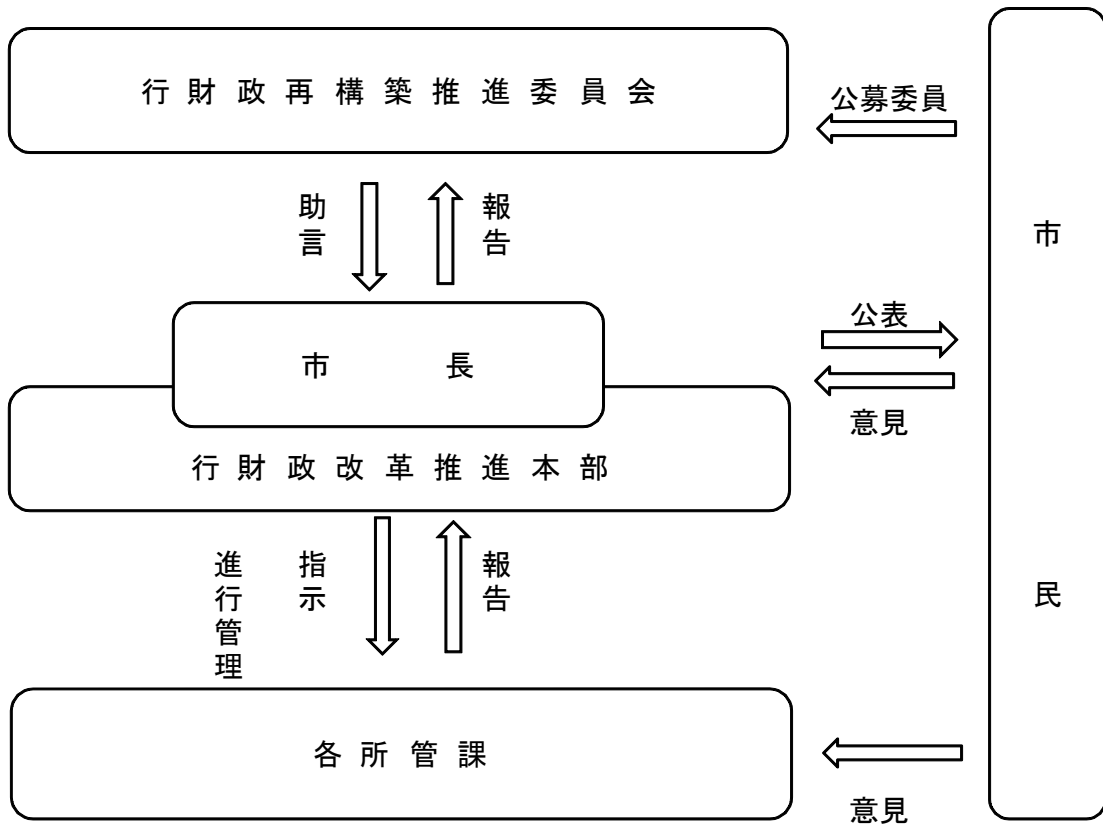 行財政再構築推進委員会
公募委員
助言
報告
市民
市長
公表
意見
行財政改革推進本部
進行管理
指示
報告
各所管課
意見